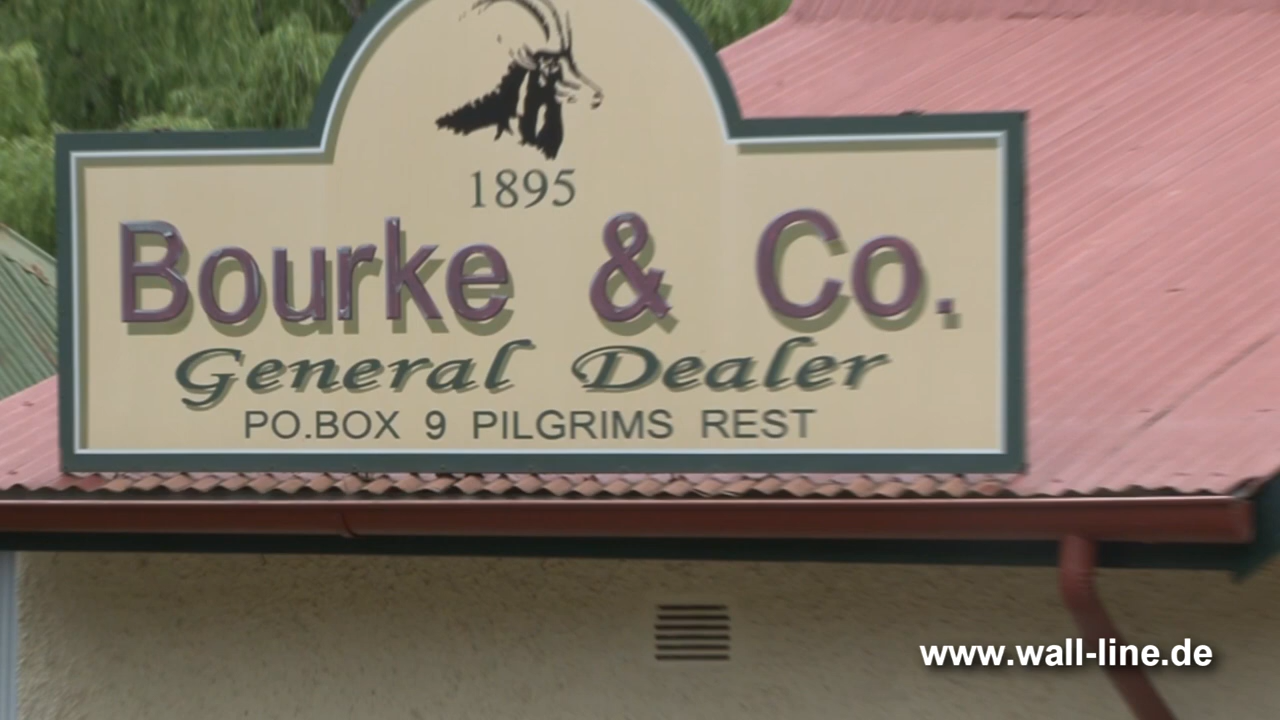 1895
Bourke & Co.
General Dealer
PO.BOX 9 PILGRIMS REST
www.wall-line.de